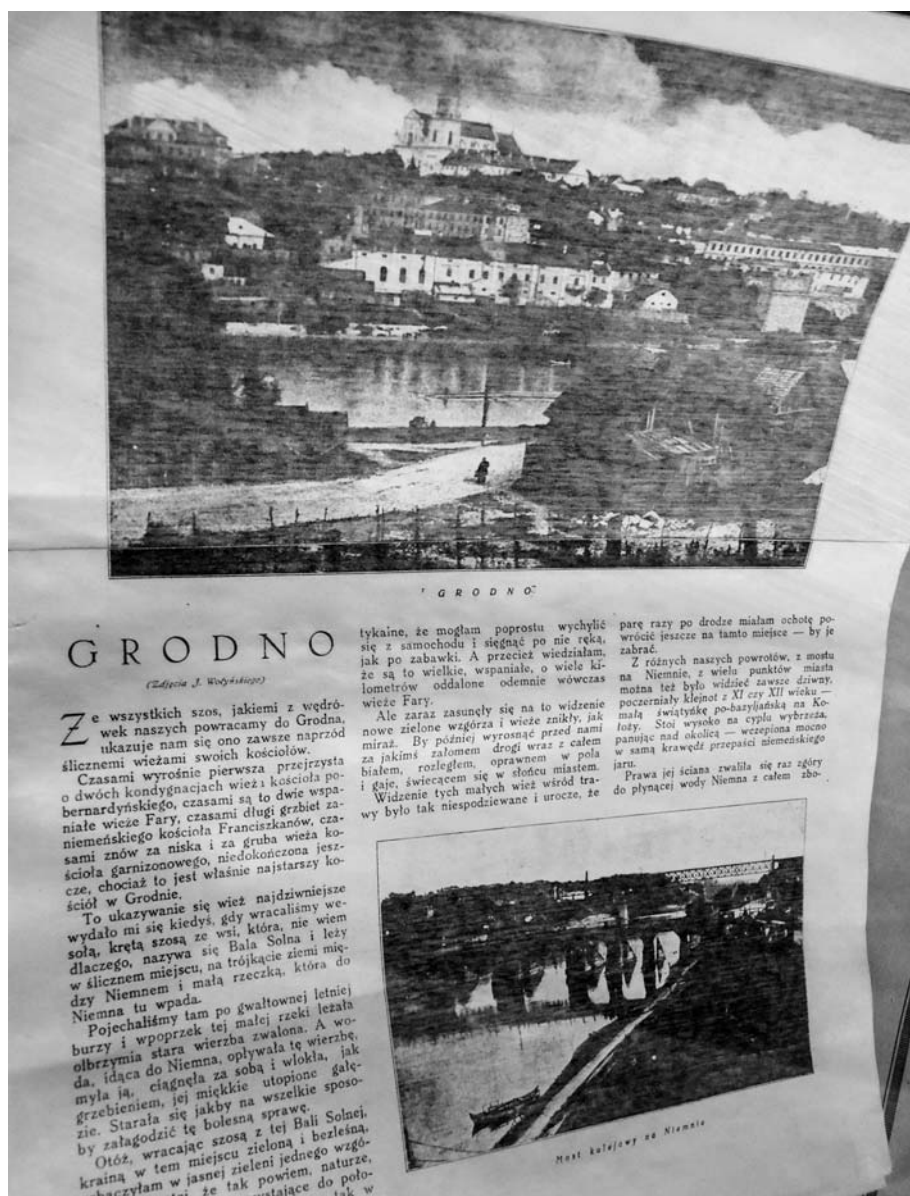 GRODNO
GRODNO
(Zdjęcia J. Wołyńskiego)
Ze wszystkich szos, jakiemi z wędró-
wek naszych powracamy do Grodna,
ukazuje nam się ono zawsze naprzód
ślicznemi wieżami swoich kościołów.
Czasami wyrośnie pierwsza przejrzysta
o dwóch kondygnacjach wieża kościoła po-
bernardyńskiego, czasami są to dwie wspa-
niałe wieże Fary, czasami długi grzbiet za-
niemeńskiego kościoła Franciszkanów, cza-
sami znów za niska i za gruba wieża ko-
ścioła garnizonowego, niedokończona jesz-
cze, chociaż to jest właśnie najstarszy ko-
ściół w Grodnie.
To ukazywanie się wież najdziwniejsze
wydało mi się kiedyś, gdy wracaliśmy we-
sołą, krętą szosą ze wsi, która, nie wiem
dlaczego, nazywa się Bala Solna i leży
w ślicznem miejscu, na trójkącie ziemi mię-
dzy Niemnem i małą rzeczką, która do
Niemna tu wpada.
Pojechaliśmy tam po gwałtownej letniej
burzy i wpoprzek tej małej rzeki leżała
olbrzymia stara wierzba zwalona. A wo-
da, idąca do Niemna, opływała tę wierzbę,
myła ją, ciągnęła za sobą i wlokła, jak
grzebieniem, jej miękkie utopione gałę-
zie. Starała się jakby na wszelkie sposo-
by załagodzić tę bolesną sprawę.
Otóż, wracając szosą z tej Bali Solnej,
krainą w tem miejscu zieloną i bezleśną,
zobaczyłam w jasnej zieleni jednego wzgó-
że tak powiem, naturze,
do poło-
tak w
tykaine, że mogłam poprostu wychylić
się z samochodu i sięgnąć po nie ręką,
jak po zabawki. A przecież wiedziałam,
że są to wielkie, wspaniałe, o wiele ki-
lometrów oddalone odemnie wówczas
wieże Fary.
Ale zaraz zasunęły się na to widzenie
nowe zielone wzgórza i wieże znikły, jak
miraż. By później wyrosnąć przed nami
za jakimś załomem drogi wraz z całem
białem, rozległem, oprawnem w pola
i gaje, świecącem się w słońcu miastem.
Widzenie tych małych wież wśród tra-
wy było tak niespodziewane i urocze, że
parę razy po drodze miałam ochotę po-
wrócić jeszcze na tamto miejsce — by je
zabrać.
Z różnych naszych powrotów, z mostu
na Niemnie, z wielu punktów miasta
można też było widzieć zawsze dziwny,
poczerniały klejnot z XI czy XII wieku —
małą świątyńkę po-bazyljańską na Ko-
łoży. Stoi wysoko na cyplu wybrzeża,
panując nad okolicą — wczepiona mocno
w samą krawędź przepaści niemeńskiego
jaru.
Prawa jej ściana zwaliła się raz zgóry
do płynącej wody Niemna z całem zbo-
Most kolejowy na Niemnie